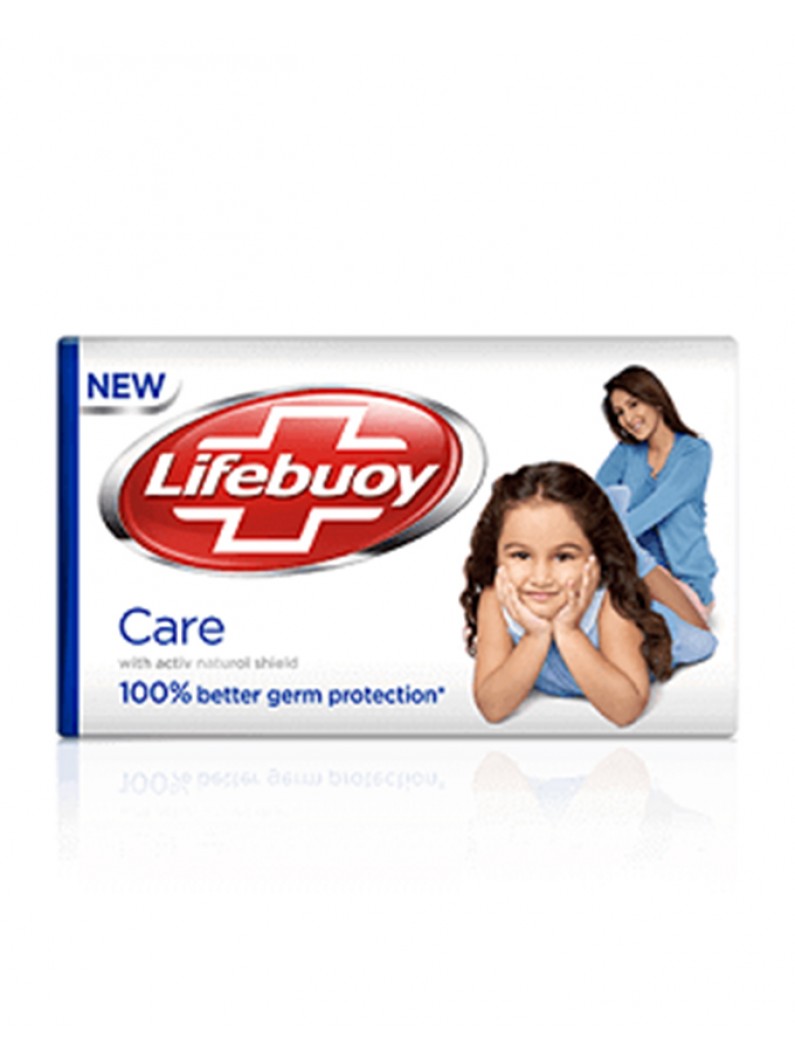 NEW
Lifebuoy
Care
with activ naturol shield
100% better germ protection*